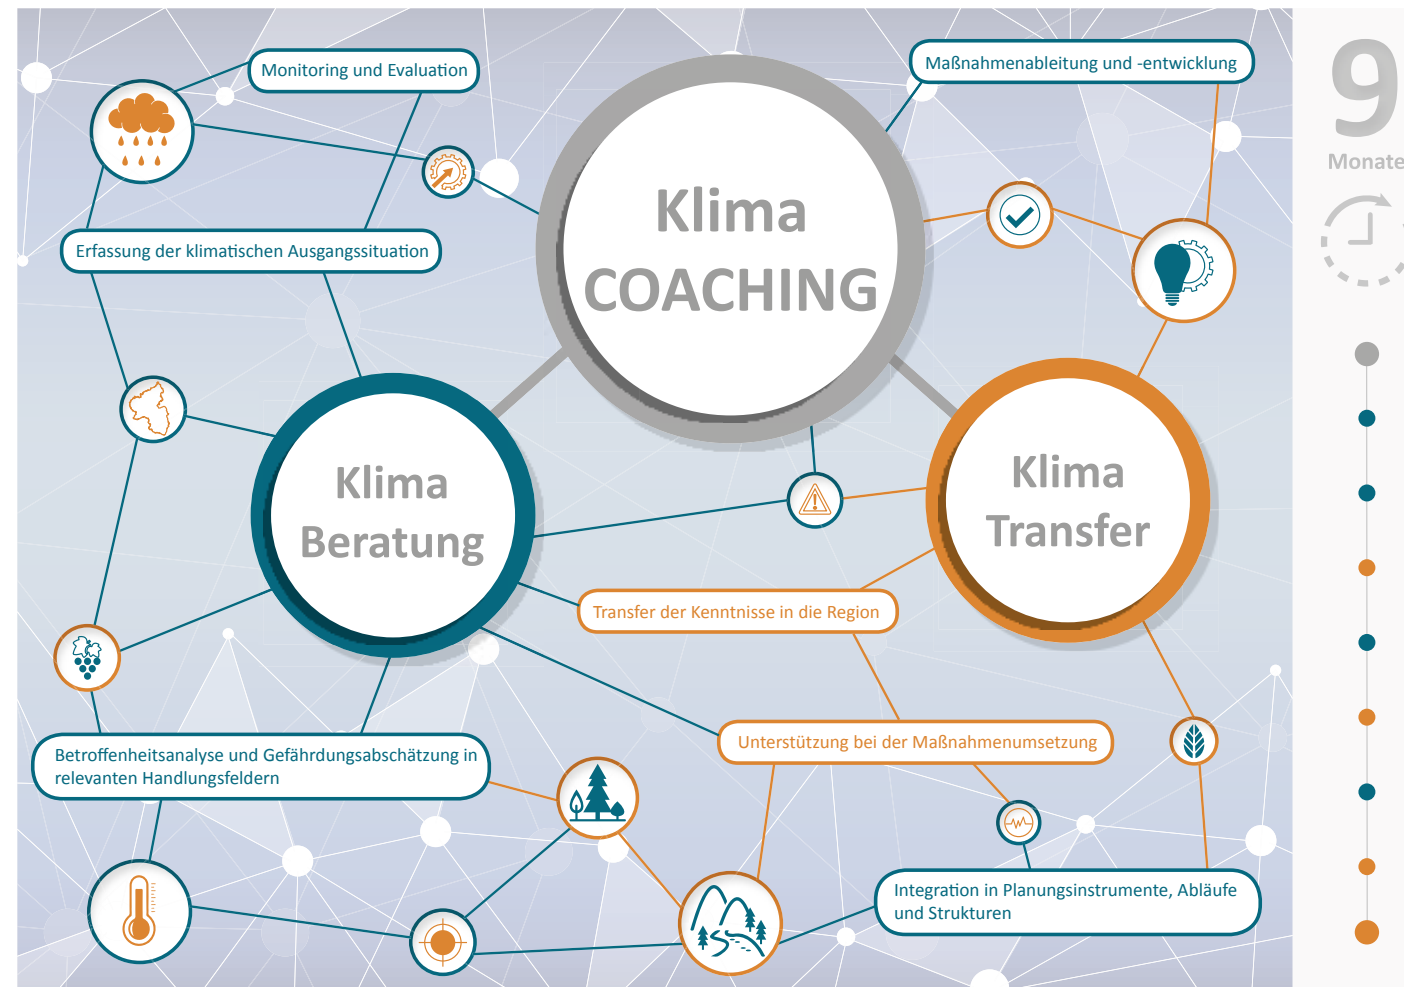 Monitoring und Evaluation
Maßnahmenableitung und -entwicklung
9
Monate
Klima
COACHING
Erfassung der klimatischen Ausgangssituation
Klima
Beratung
Klima
Transfer
Transfer der Kenntnisse in die Region
Unterstützung bei der Maßnahmenumsetzung
Betroffenheitsanalyse und Gefährdungsabschätzung in
relevanten Handlungsfeldern
Integration in Planungsinstrumente, Abläufe
und Strukturen